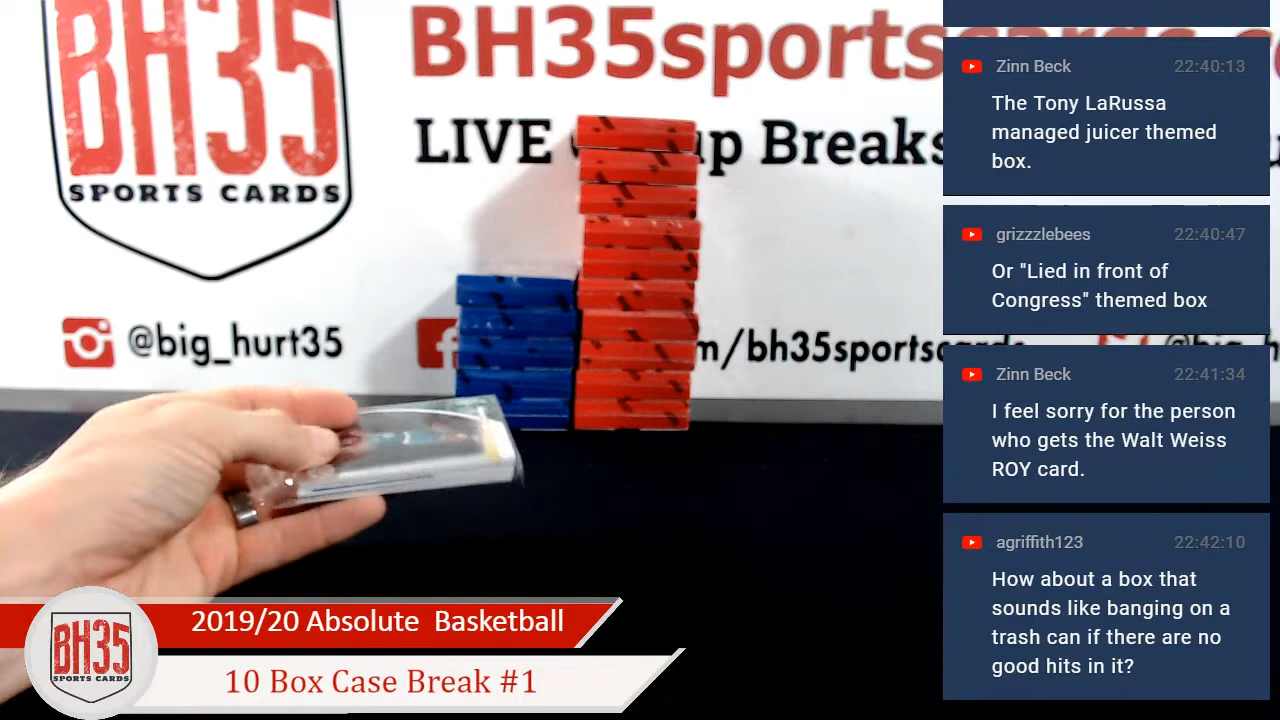 BH35
SPORTS CARDS
BH35sportscards.c
LIVE
up Breaks
@big_hurt35
m/bh35sportscards
Zinn Beck 22:40:13
The Tony LaRussa
managed juicer themed
box.
grizzzlebees 22:40:47
Or "Lied in front of
Congress" themed box
Zinn Beck 22:41:34
I feel sorry for the person
who gets the Walt Weiss
ROY card.
agriffith123 22:42:10
How about a box that
sounds like banging on a
trash can if there are no
good hits in it?
BH35
SPORTS CARDS
2019/20 Absolute Basketball
10 Box Case Break #1